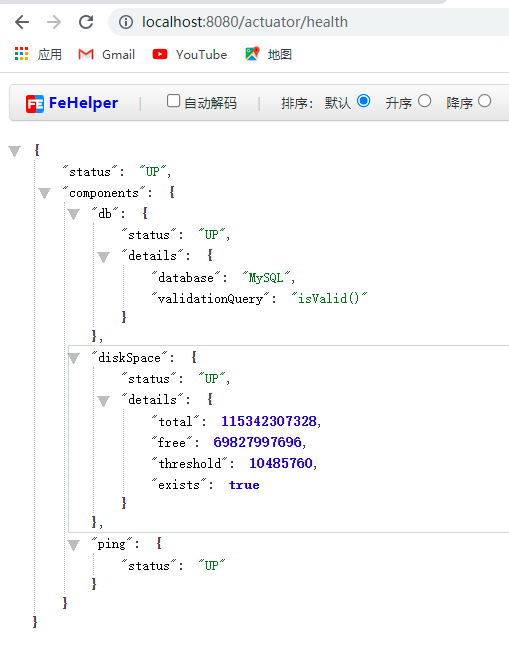 localhost:8080/actuator/health
应用 Gmail YouTube 地图
FE FeHelper | 自动解码 | 排序： 默认 升序 降序
{
"status": "UP",
"components": {
"db": {
"status": "UP",
"details": {
"database": "MySQL",
"validationQuery": "isValid()"
}
},
"diskSpace": {
"status": "UP",
"details": {
"total": 115342307328,
"free": 69827997696,
"threshold": 10485760,
"exists": true
}
},
"ping": {
"status": "UP"
}
}
}